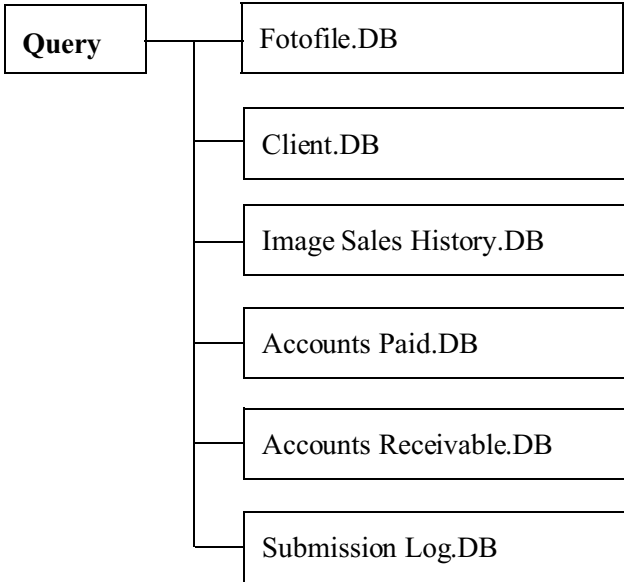 Query
Fotofile.DB
Client.DB
Image Sales History.DB
Accounts Paid.DB
Accounts Receivable.DB
Submission Log.DB